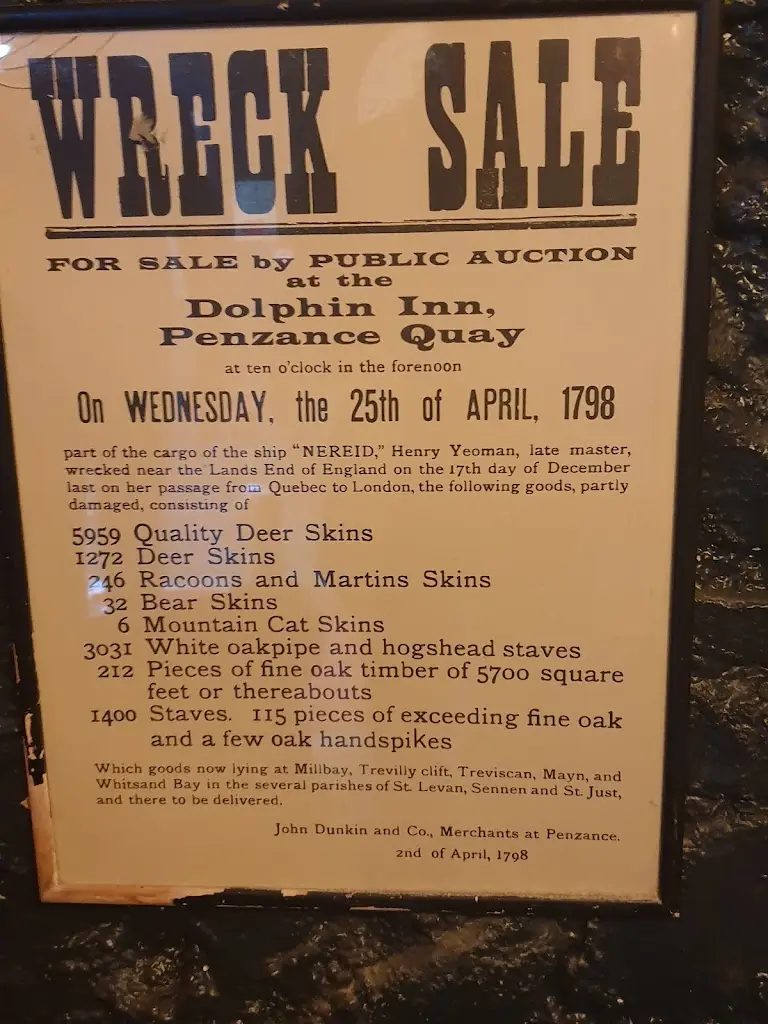 WRECK SALE
FOR SALE by PUBLIC AUCTION
at the
Dolphin Inn,
Penzance Quay
at ten o'clock in the forenoon
On WEDNESDAY, the 25th of APRIL, 1798
part of the cargo of the ship "NEREID," Henry Yeoman, late master,
wrecked near the Lands End of England on the 17th day of December
last on her passage from Quebec to London, the following goods, partly
damaged, consisting of
5959 Quality Deer Skins
1272 Deer Skins
246 Racoons and Martins Skins
32 Bear Skins
6 Mountain Cat Skins
3031 White oakpipe and hogshead staves
212 Pieces of fine oak timber of 5700 square
feet or thereabouts
1400 Staves. 115 pieces of exceeding fine oak
and a few oak handspikes
Which goods now lying at Millbay, Trevilly clift, Treviscan, Mayn, and
Whitsand Bay in the several parishes of St. Levan, Sennen and St. Just,
and there to be delivered.
John Dunkin and Co., Merchants at Penzance.
2nd of April, 1798